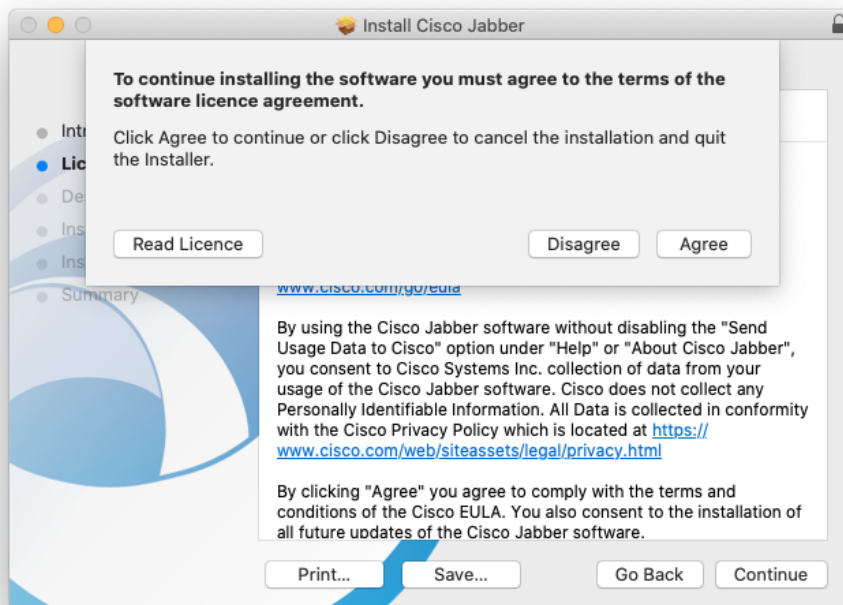 Install Cisco Jabber
To continue installing the software you must agree to the terms of the
software licence agreement.
Click Agree to continue or click Disagree to cancel the installation and quit
the Installer.
Read Licence
Disagree
Agree
Intr
Lic
De
Ins
Ins
Summary
www.cisco.com/go/eula
By using the Cisco Jabber software without disabling the "Send
Usage Data to Cisco" option under "Help" or "About Cisco Jabber",
you consent to Cisco Systems Inc. collection of data from your
usage of the Cisco Jabber software. Cisco does not collect any
Personally Identifiable Information. All Data is collected in conformity
with the Cisco Privacy Policy which is located at https://
www.cisco.com/web/siteassets/legal/privacy.html
By clicking "Agree" you agree to comply with the terms and
conditions of the Cisco EULA. You also consent to the installation of
all future updates of the Cisco Jabber software.
Print...
Save...
Go Back
Continue